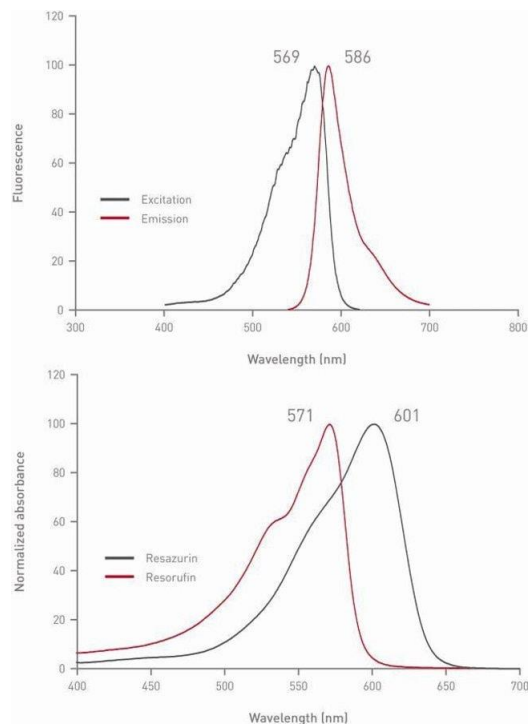 120
100
80
60
40
20
0
Fluorescence
569 586
Excitation
Emission
300 400 500 600 700 800
Wavelength (nm)
120
100
80
60
40
20
0
Normalized absorbance
571 601
Resazurin
Resorufin
400 450 500 550 600 650 700
Wavelength (nm)